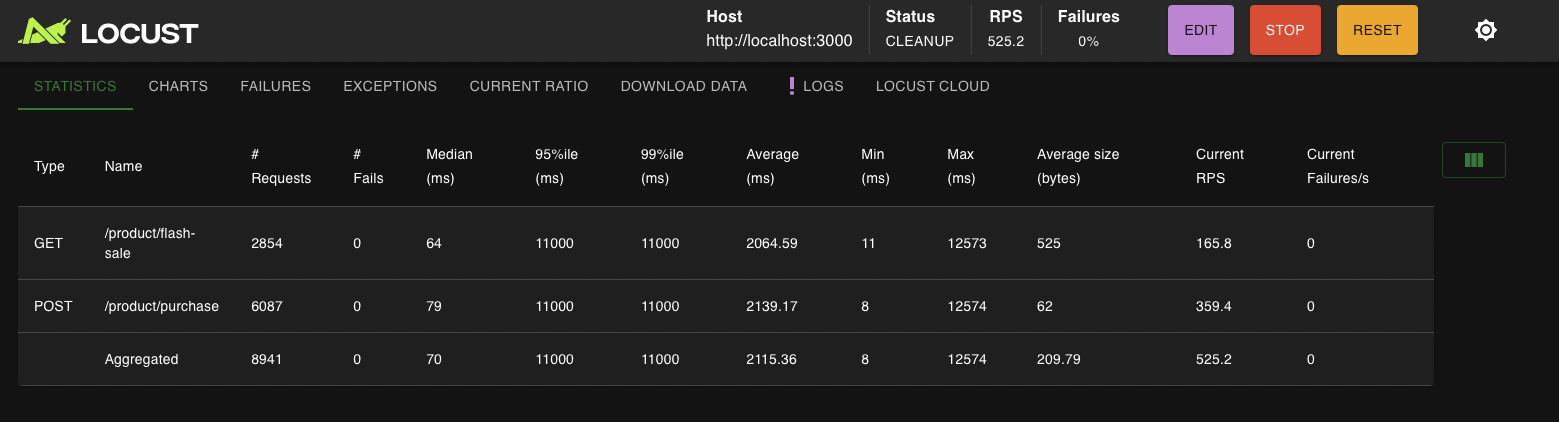 LOCUST
Host
http://localhost:3000
Status
CLEANUP
RPS
525.2
Failures
0%
EDIT
STOP
RESET
STATISTICS CHARTS FAILURES EXCEPTIONS CURRENT RATIO DOWNLOAD DATA LOGS LOCUST CLOUD
Type Name # Requests # Fails Median (ms) 95%ile (ms) 99%ile (ms) Average (ms) Min (ms) Max (ms) Average size (bytes) Current RPS Current Failures/s
GET /product/flash-sale 2854 0 64 11000 11000 2064.59 11 12573 525 165.8 0
POST /product/purchase 6087 0 79 11000 11000 2139.17 8 12574 62 359.4 0
Aggregated 8941 0 70 11000 11000 2115.36 8 12574 209.79 525.2 0